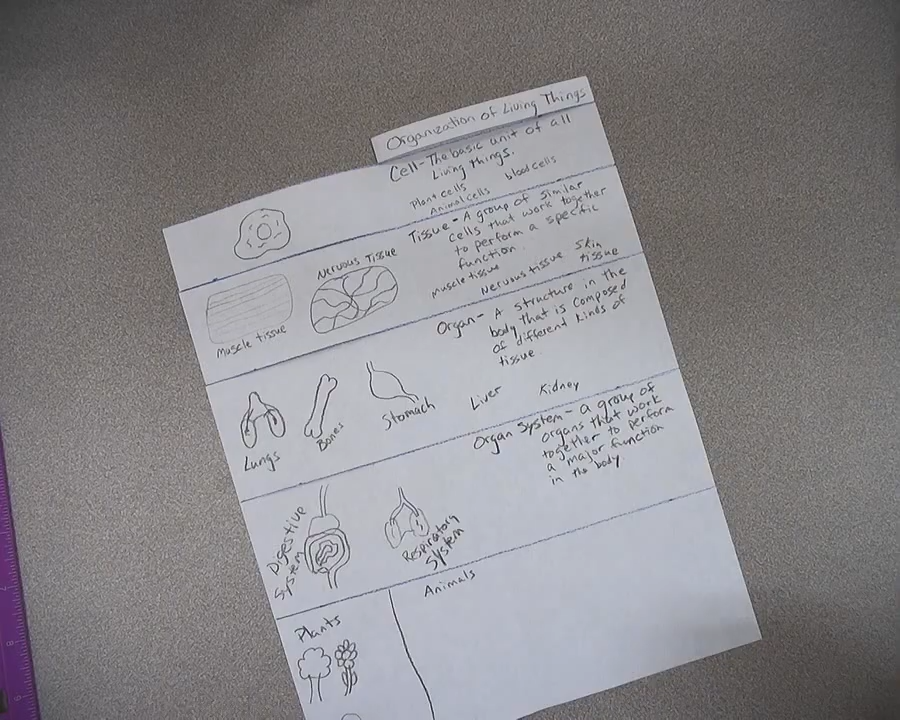 Organization of Living Things
Cell - The basic unit of all
Living things.
Plant cells
blood cells
Animal cells
Tissue - A group of similar
cells that work together
to perform a specific
function.
muscle tissue
Nervous tissue
Skin
tissue
Nervous Tissue
Muscle tissue
Organ - A structure in the
body that is composed
of different kinds of
tissue.
Liver
Kidney
Lungs
Bones
Stomach
Organ System - a group of
organs that work
together to perform
a major function
in the body.
Digestive
System
Respiratory
System
Plants
Animals